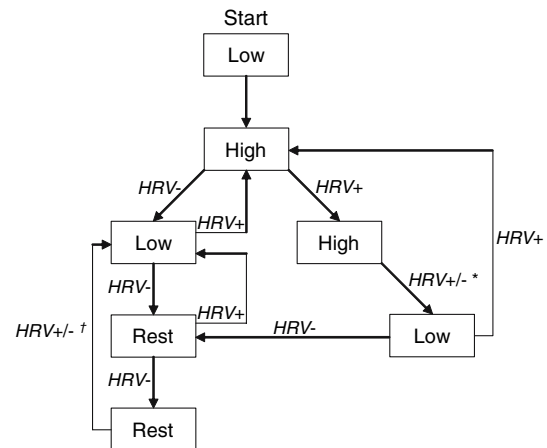 Start
Low
High
HRV-
HRV+
Low
HRV+
High
HRV+
HRV-
HRV+/- *
HRV+/- †
Rest
HRV+
HRV-
Low
HRV-
Rest